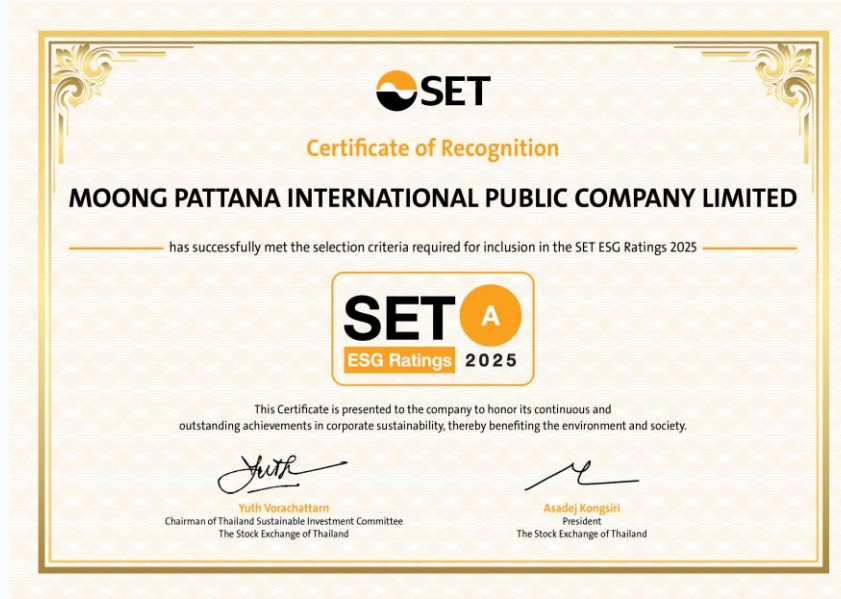 SET
Certificate of Recognition
MOONG PATTANA INTERNATIONAL PUBLIC COMPANY LIMITED
has successfully met the selection criteria required for inclusion in the SET ESG Ratings 2025
SET A
ESG Ratings 2025
This Certificate is presented to the company to honor its continuous and
outstanding achievements in corporate sustainability, thereby benefiting the environment and society.
Yuth
Yuth Vorachattarn
Chairman of Thailand Sustainable Investment Committee
The Stock Exchange of Thailand
Asadej Kongsiri
President
The Stock Exchange of Thailand